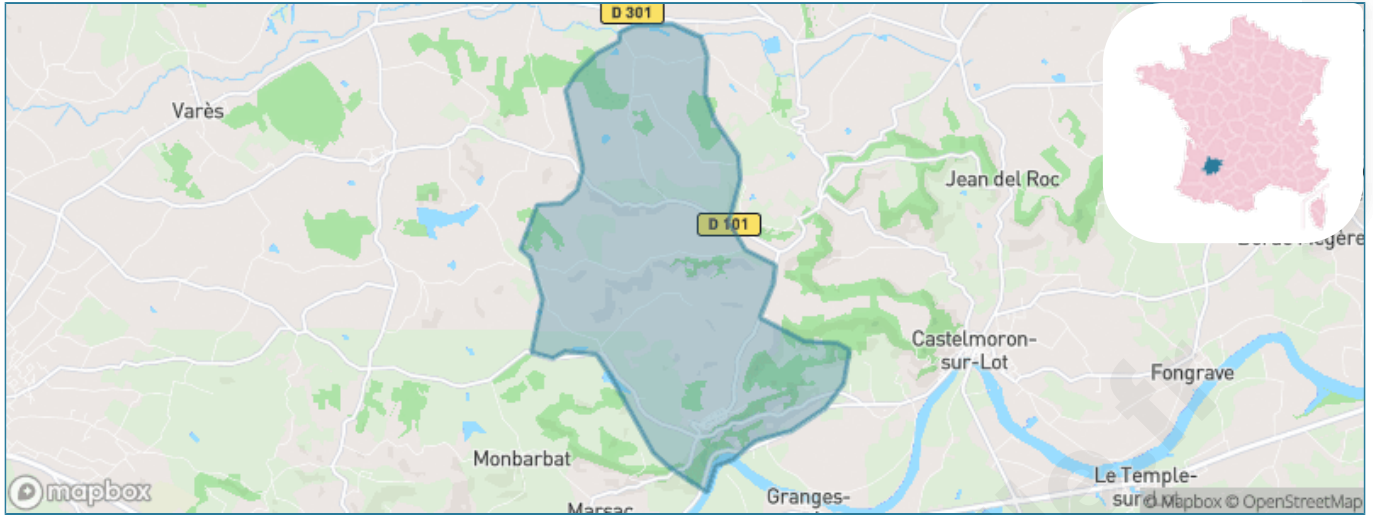 D 301
Varès
Jean del Roc
D 101
Castelmoron-
sur-Lot
Fongrave
Monbarbat
Le Temple-
Granges-
Marsac
mapbox
© Mapbox © OpenStreetMap